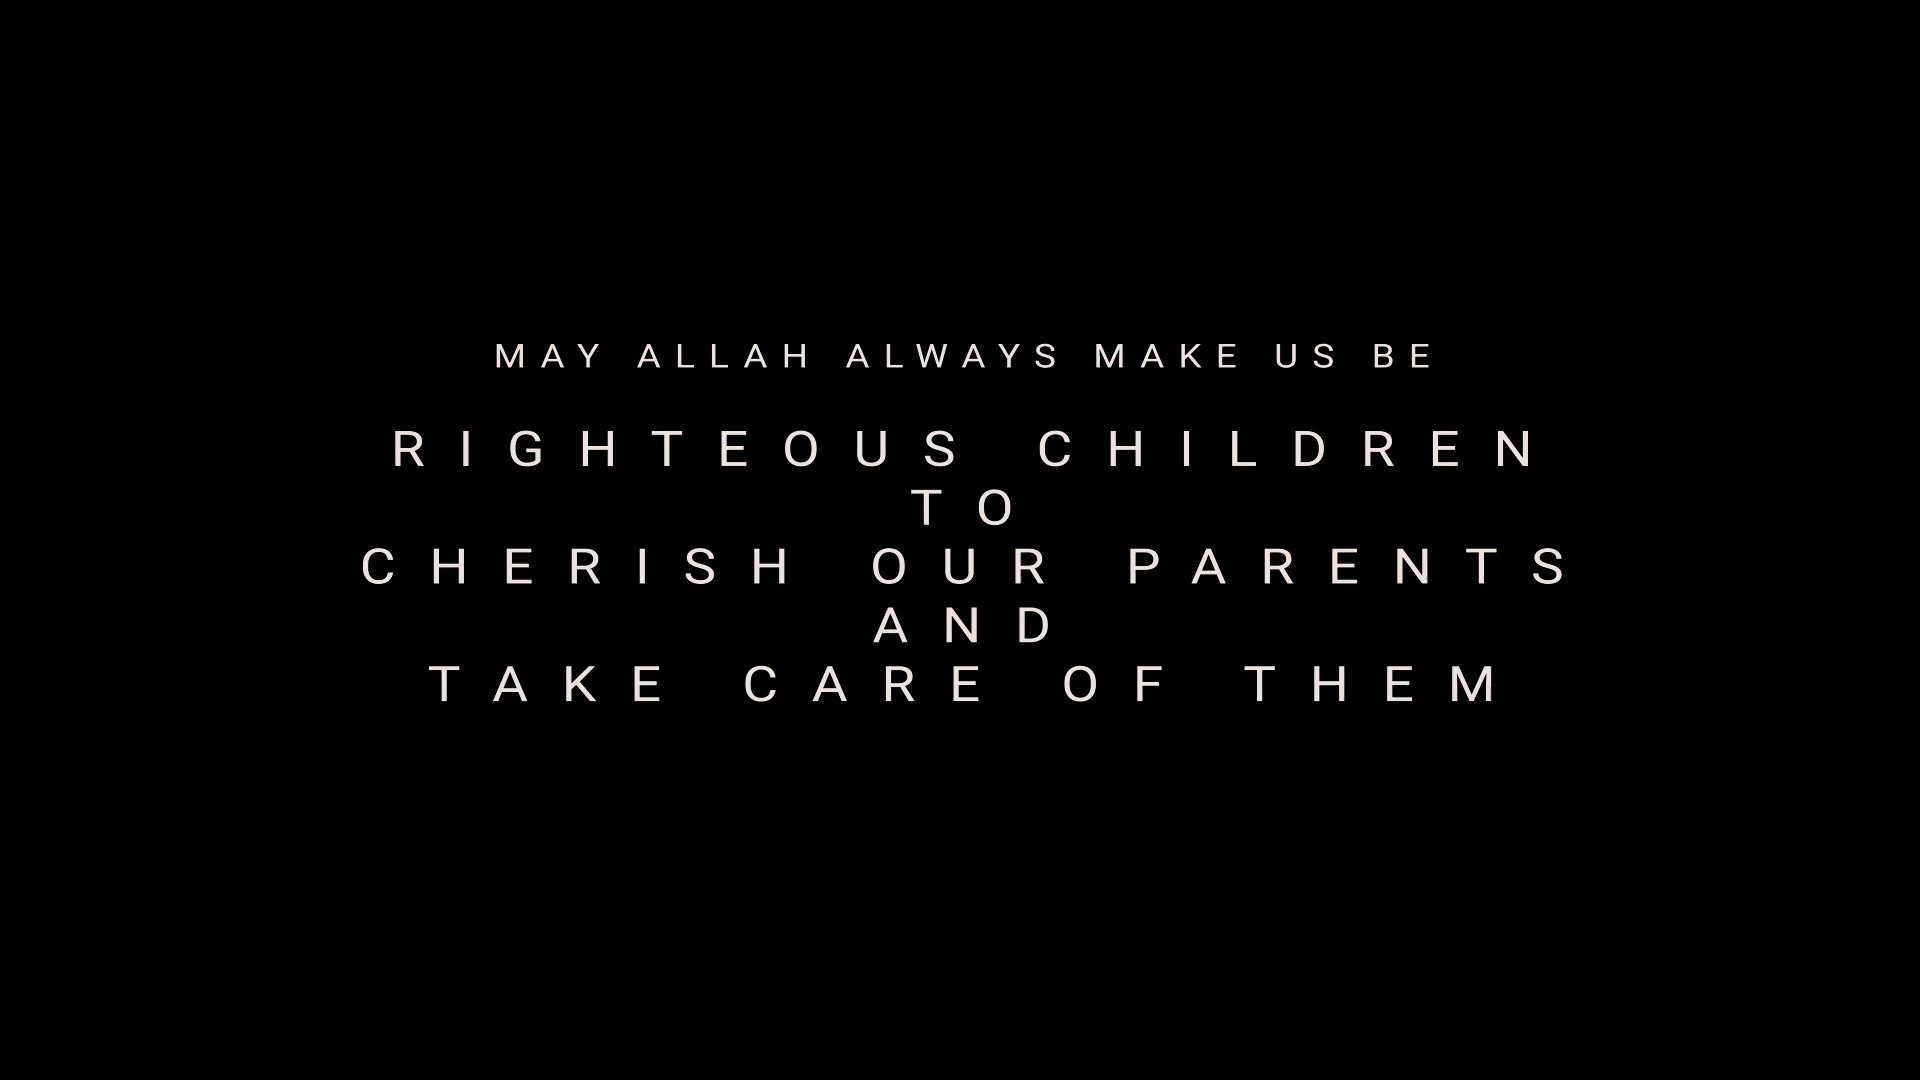 MAY ALLAH ALWAYS MAKE US BE
RIGHTEOUS CHILDREN
TO
CHERISH OUR PARENTS
AND
TAKE CARE OF THEM